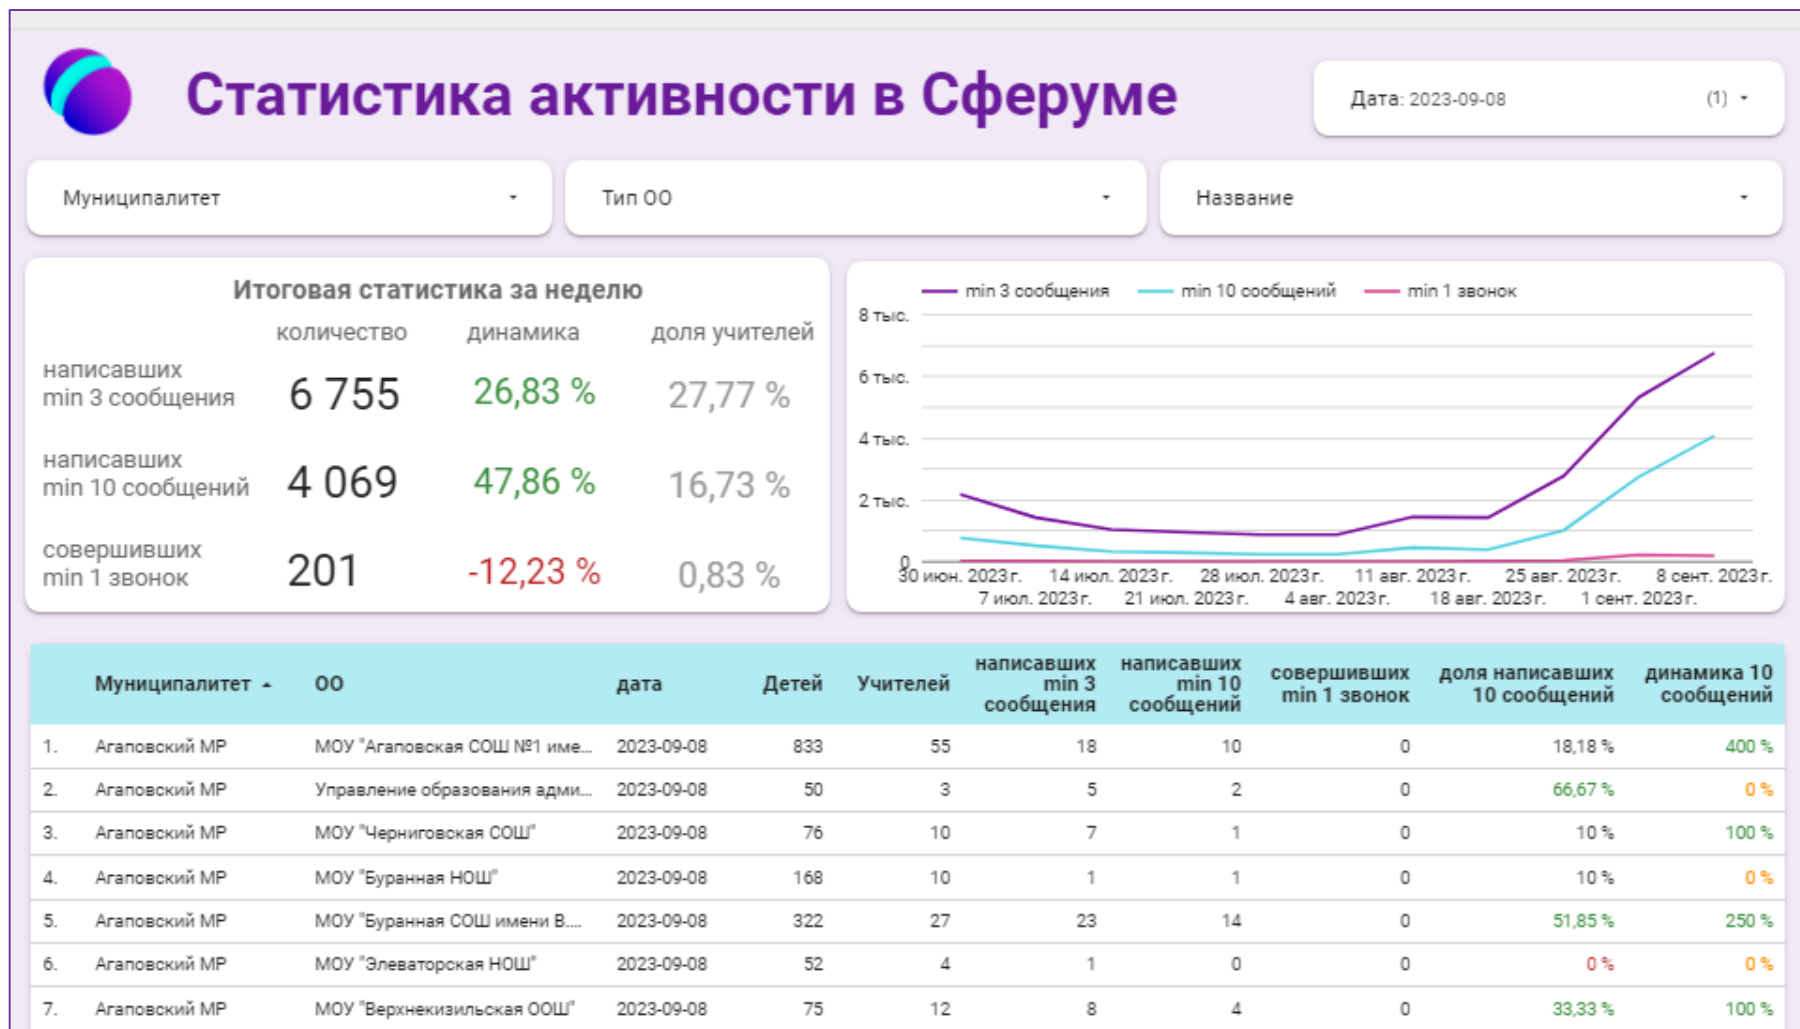 Статистика активности в Сферуме
Дата: 2023-09-08 (1)
Муниципалитет Тип ОО Название
Итоговая статистика за неделю
количество динамика доля учителей
написавших
min 3 сообщения 6 755 26,83 % 27,77 %
написавших
min 10 сообщений 4 069 47,86 % 16,73 %
совершивших
min 1 звонок 201 -12,23 % 0,83 %
min 3 сообщения min 10 сообщений min 1 звонок
8 тыс.
6 тыс.
4 тыс.
2 тыс.
0
30 июн. 2023 г. 14 июл. 2023 г. 28 июл. 2023 г. 11 авг. 2023 г. 25 авг. 2023 г. 8 сент. 2023 г.
7 июл. 2023 г. 21 июл. 2023 г. 4 авг. 2023 г. 18 авг. 2023 г. 1 сент. 2023 г.
Муниципалитет ОО дата Детей Учителей написавших min 3 сообщения написавших min 10 сообщений совершивших min 1 звонок доля написавших 10 сообщений динамика 10 сообщений
1. Агаповский МР МОУ "Агаповская СОШ №1 име... 2023-09-08 833 55 18 10 0 18,18 % 400 %
2. Агаповский МР Управление образования адми... 2023-09-08 50 3 5 2 0 66,67 % 0 %
3. Агаповский МР МОУ "Черниговская СОШ" 2023-09-08 76 10 7 1 0 10 % 100 %
4. Агаповский МР МОУ "Буранная НОШ" 2023-09-08 168 10 1 1 0 10 % 0 %
5. Агаповский МР МОУ "Буранная СОШ имени В.... 2023-09-08 322 27 23 14 0 51,85 % 250 %
6. Агаповский МР МОУ "Элеваторская НОШ" 2023-09-08 52 4 1 0 0 0 % 0 %
7. Агаповский МР МОУ "Верхнекизильская ООШ" 2023-09-08 75 12 8 4 0 33,33 % 100 %